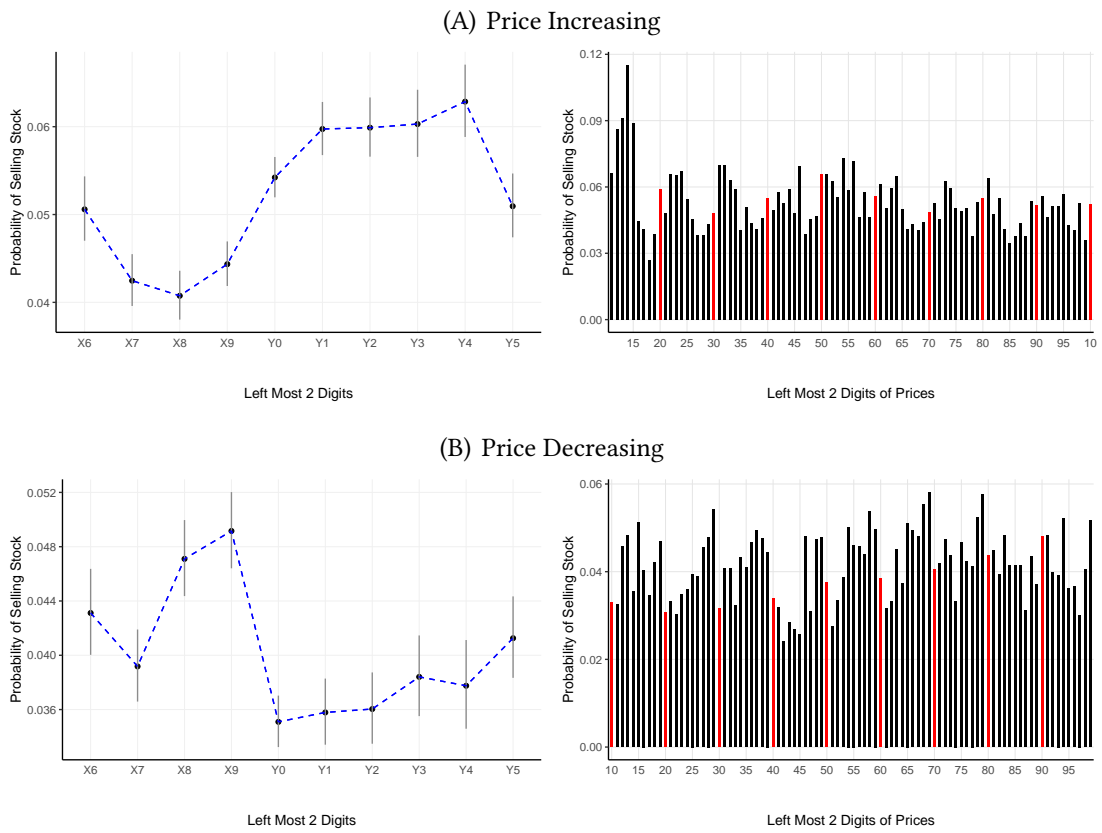 (A) Price Increasing
Probability of Selling Stock
0.06
0.05
0.04
X6 X7 X8 X9 Y0 Y1 Y2 Y3 Y4 Y5
Left Most 2 Digits
Probability of Selling Stock
0.12
0.09
0.06
0.03
0.00
15 20 25 30 35 40 45 50 55 60 65 70 75 80 85 90 95 10
Left Most 2 Digits of Prices
(B) Price Decreasing
Probability of Selling Stock
0.052
0.048
0.044
0.040
0.036
X6 X7 X8 X9 Y0 Y1 Y2 Y3 Y4 Y5
Left Most 2 Digits
Probability of Selling Stock
0.06
0.04
0.02
0.00
10 15 20 25 30 35 40 45 50 55 60 65 70 75 80 85 90 95
Left Most 2 Digits of Prices